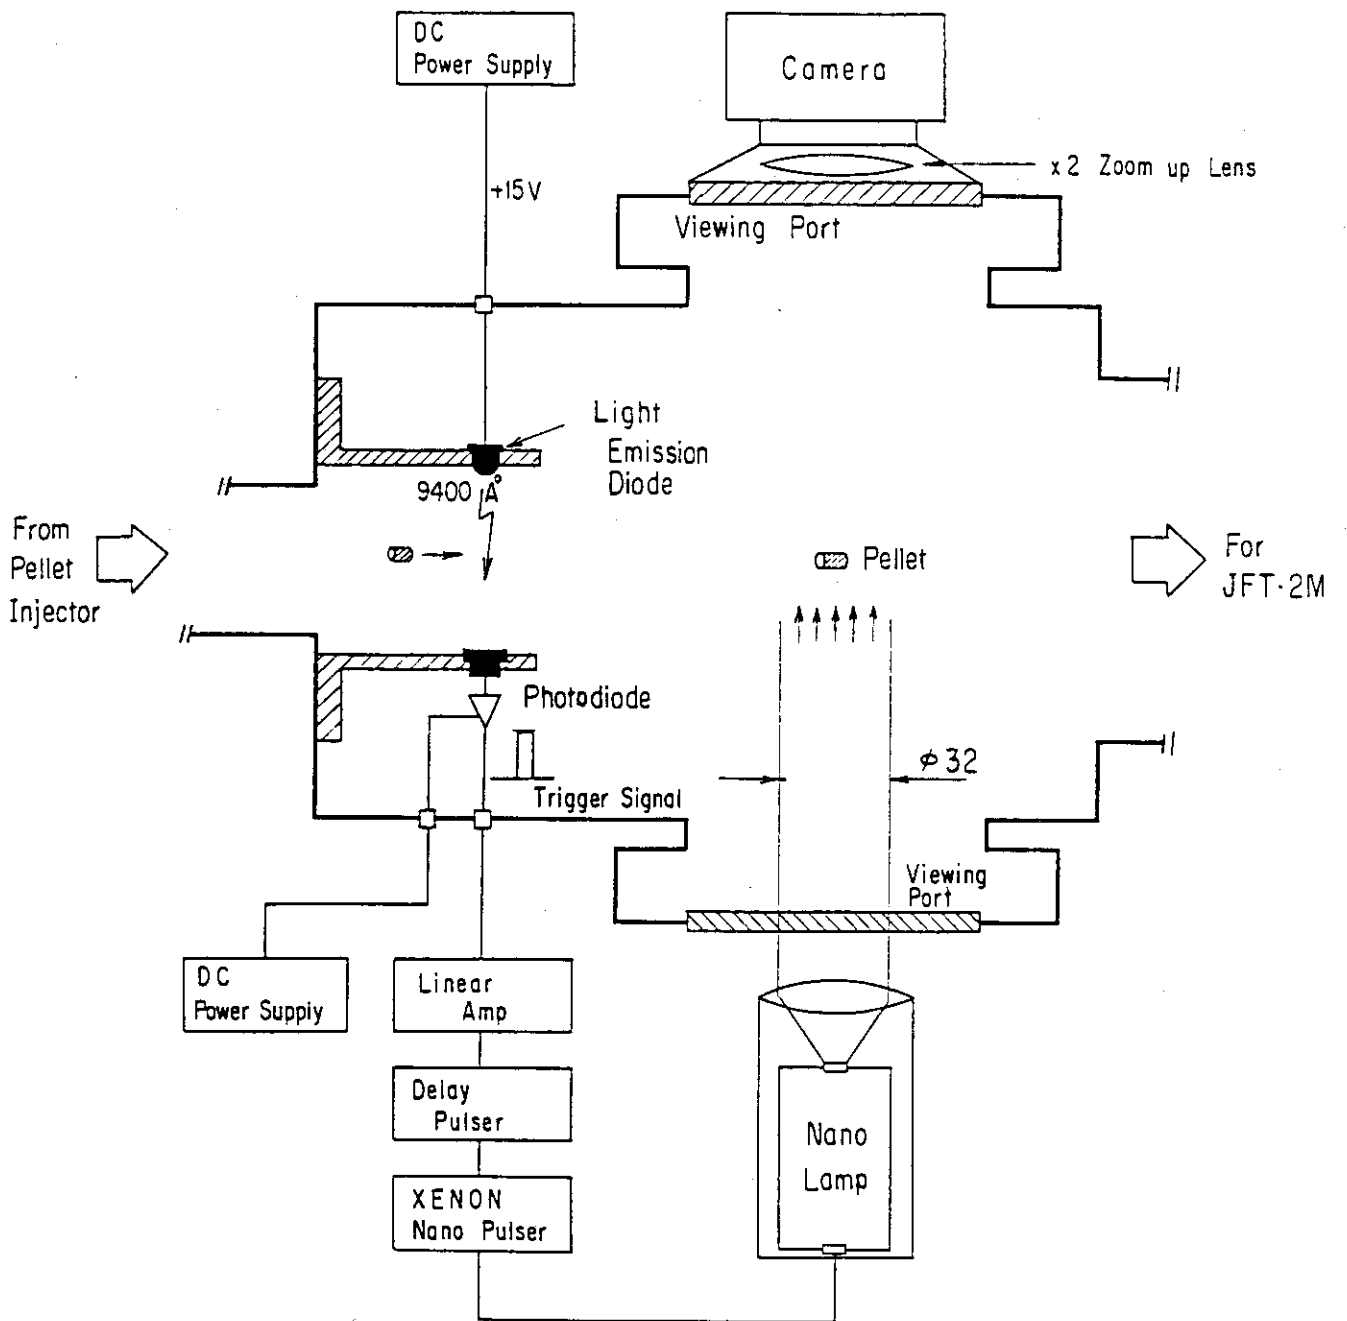 DC
Power Supply
Camera
x2 Zoom up Lens
+15V
Viewing Port
Light
Emission
Diode
9400 A°
From
Pellet
Injector
Pellet
For
JFT-2M
Photodiode
φ32
Trigger Signal
Viewing
Port
DC
Power Supply
Linear
Amp
Delay
Pulser
Nano
Lamp
XENON
Nano Pulser